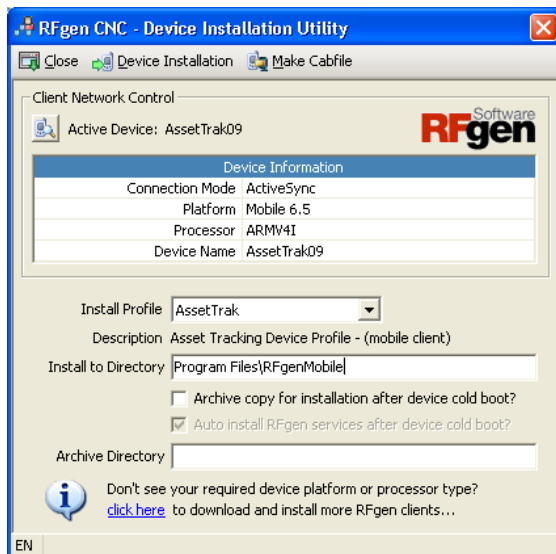 RFgen CNC - Device Installation Utility
Close Device Installation Make Cabfile
Client Network Control
Active Device: AssetTrak09
Software
RFgen
Device Information
Connection Mode ActiveSync
Platform Mobile 6.5
Processor ARMV4I
Device Name AssetTrak09
Install Profile AssetTrak
Description Asset Tracking Device Profile - (mobile client)
Install to Directory Program Files\RFgenMobile
Archive copy for installation after device cold boot?
Auto install RFgen services after device cold boot?
Archive Directory
Don't see your required device platform or processor type?
click here to download and install more RFgen clients...
EN